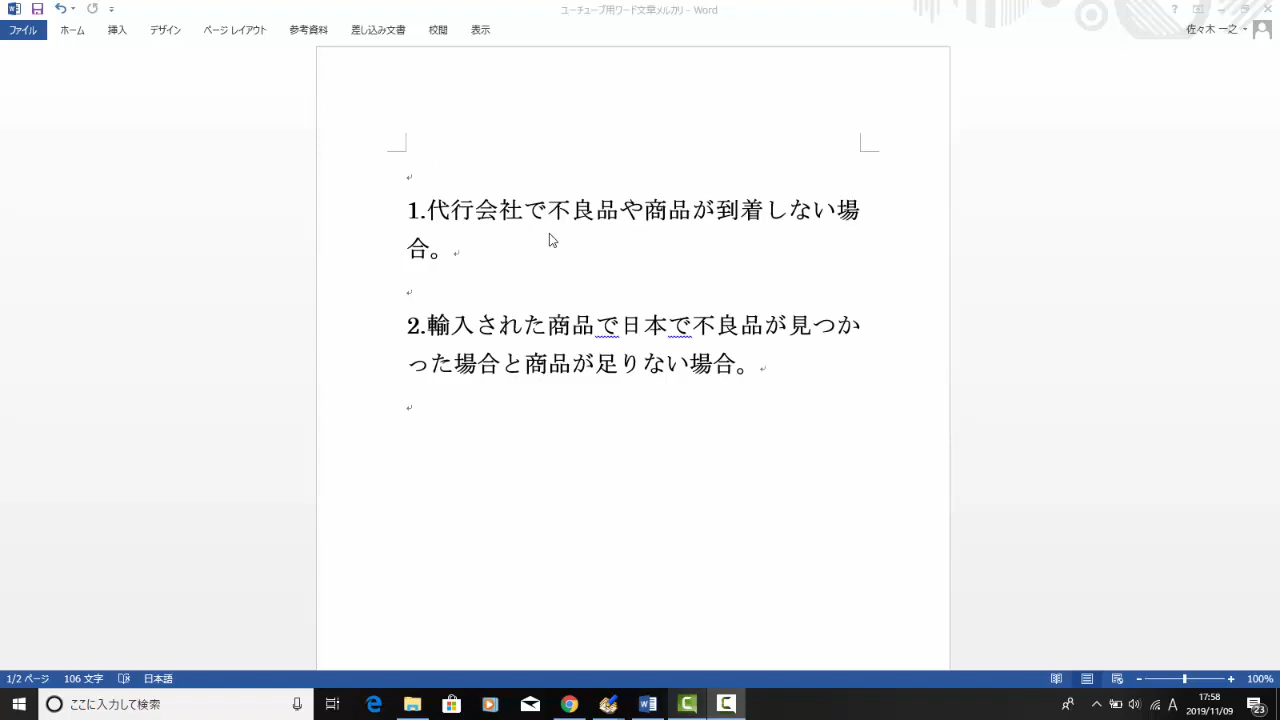 ユーチューブ用ワード文章メルカリ - Word
ファイル ホーム 挿入 デザイン ページ レイアウト 参考資料 差し込み文書 校閲 表示 佐々木 一之
1.代行会社で不良品や商品が到着しない場
合。
2.輸入された商品で日本で不良品が見つか
った場合と商品が足りない場合。
1/2 ページ 106 文字 日本語 100%
ここに入力して検索
A 17:58
2019/11/09 23